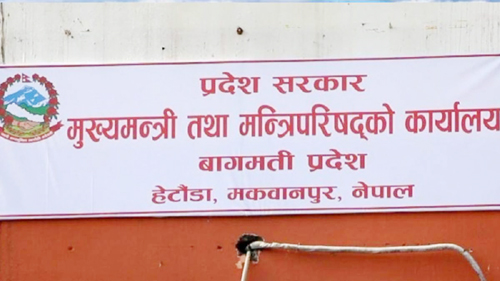 प्रदेश सरकार
मुख्यमन्त्री तथा मन्त्रिपरिषद्को कार्यालय
बागमती प्रदेश
हेटौंडा, मकवानपुर, नेपाल